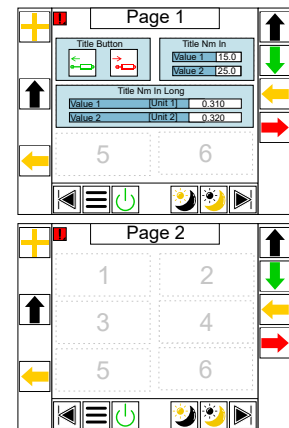 Page 1
Title Button
Title Nm In
Value 1 15.0
Value 2 25.0
Title Nm In Long
Value 1 [Unit 1] 0.310
Value 2 [Unit 2] 0.320
5 6
Page 2
1 2
3 4
5 6